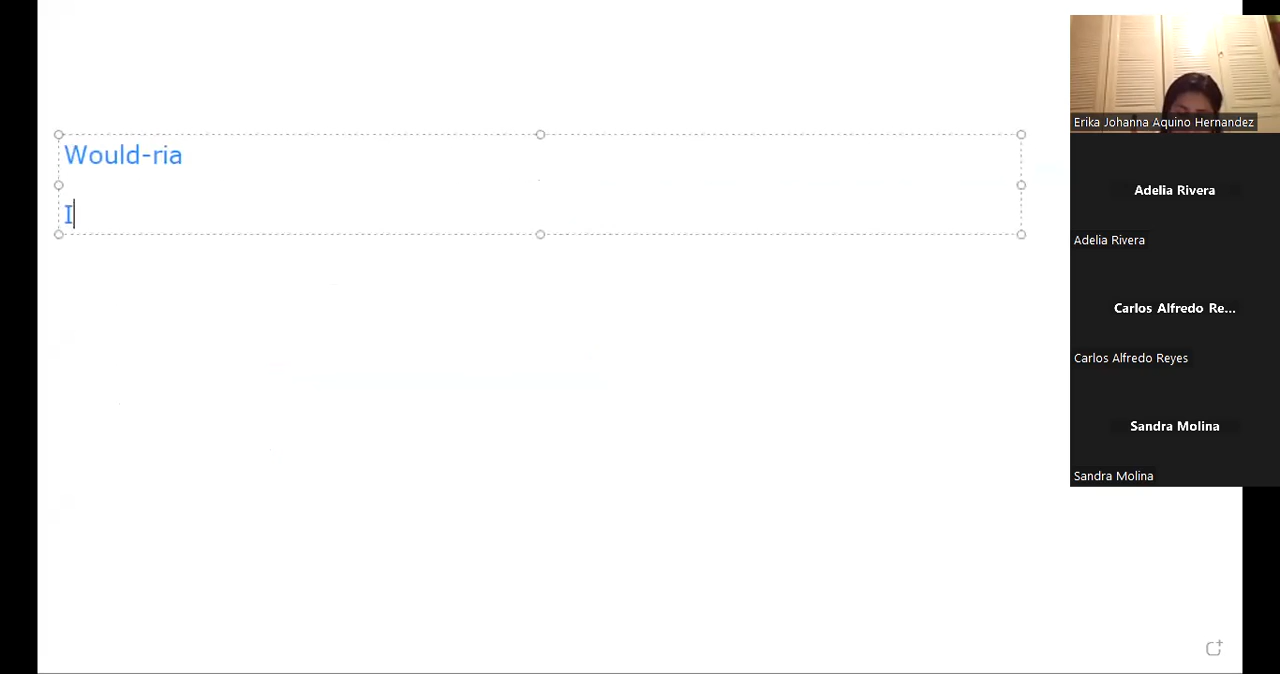 Would-ria
I
Erika Johanna Aquino Hernandez
Adelia Rivera
Adelia Rivera
Carlos Alfredo Re...
Carlos Alfredo Reyes
Sandra Molina
Sandra Molina